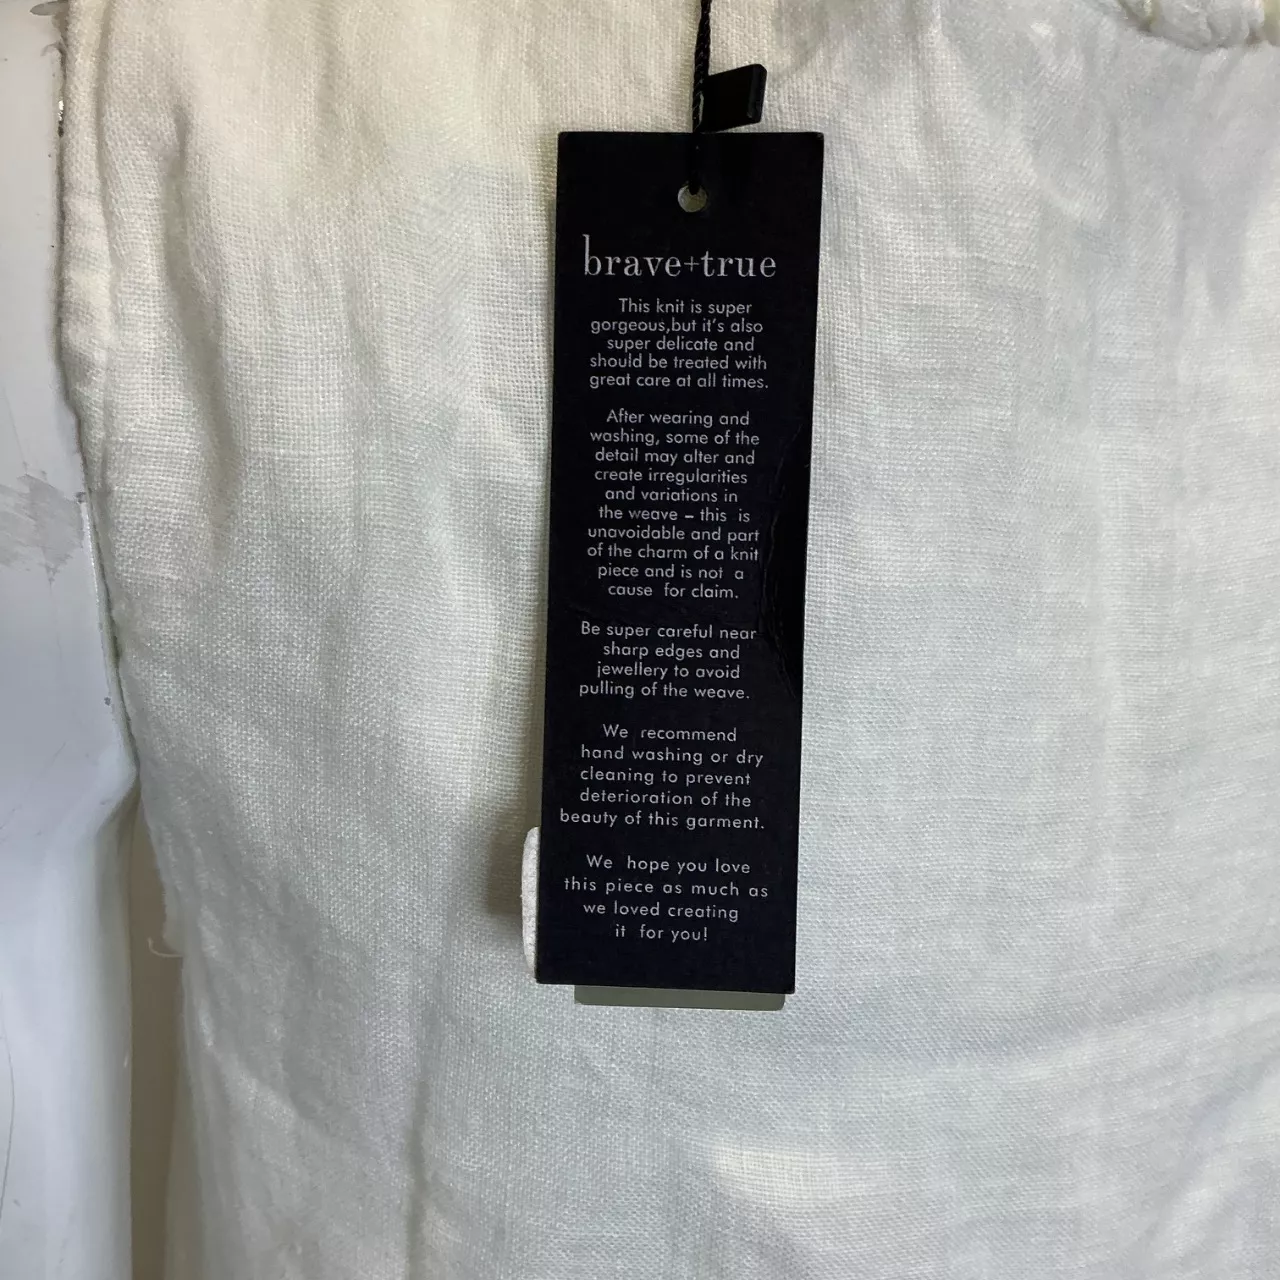 brave+true
This knit is super
gorgeous,but it's also
super delicate and
should be treated with
great care at all times.
After wearing and
washing, some of the
detail may alter and
create irregularities
and variations in
the weave – this is
unavoidable and part
of the charm of a knit
piece and is not a
cause for claim.
Be super careful near
sharp edges and
jewellery to avoid
pulling of the weave.
We recommend
hand washing or dry
cleaning to prevent
deterioration of the
beauty of this garment.
We hope you love
this piece as much as
we loved creating
it for you!